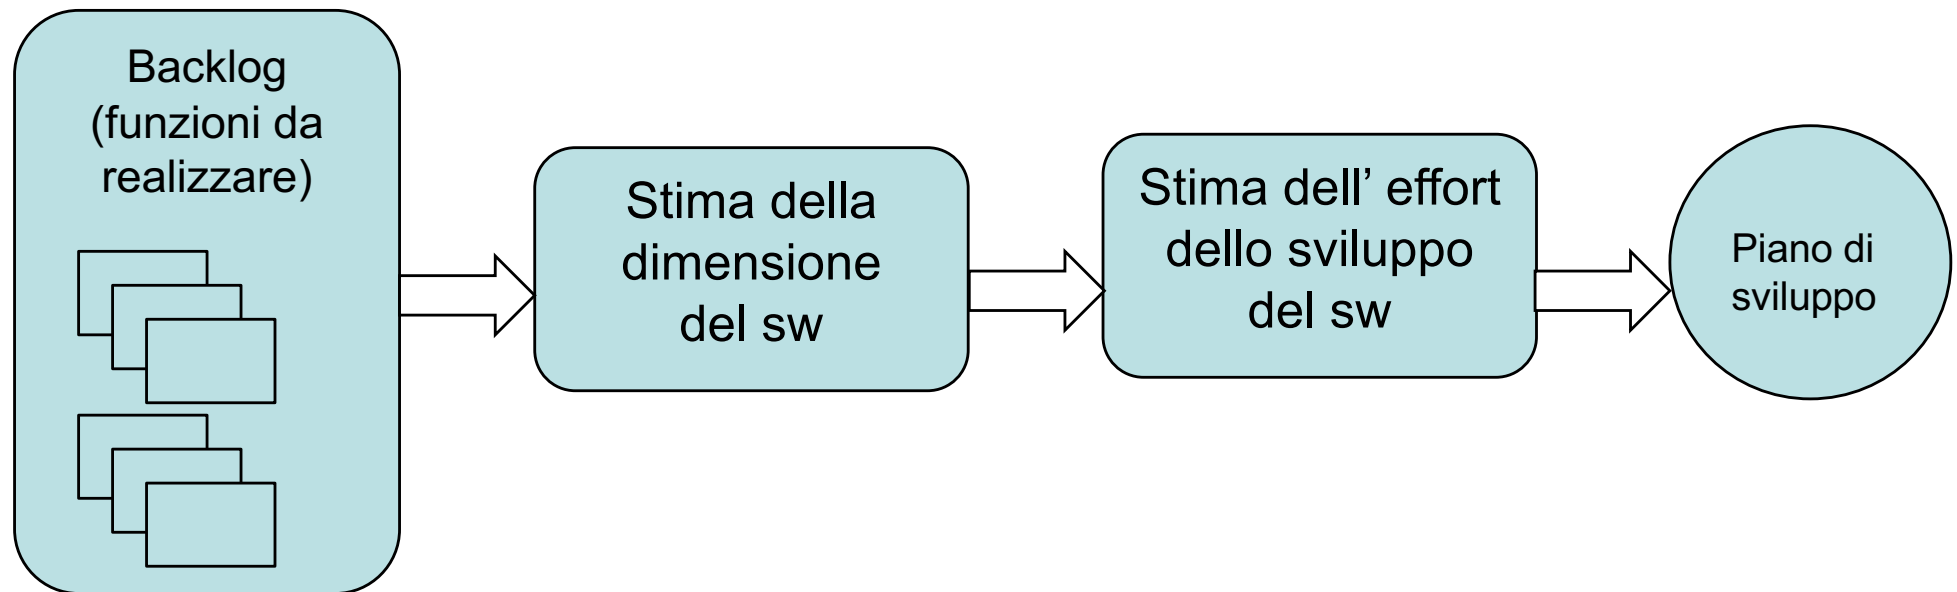 Backlog
(funzioni da
realizzare)
Stima della
dimensione
del sw
Stima dell’ effort
dello sviluppo
del sw
Piano di
sviluppo